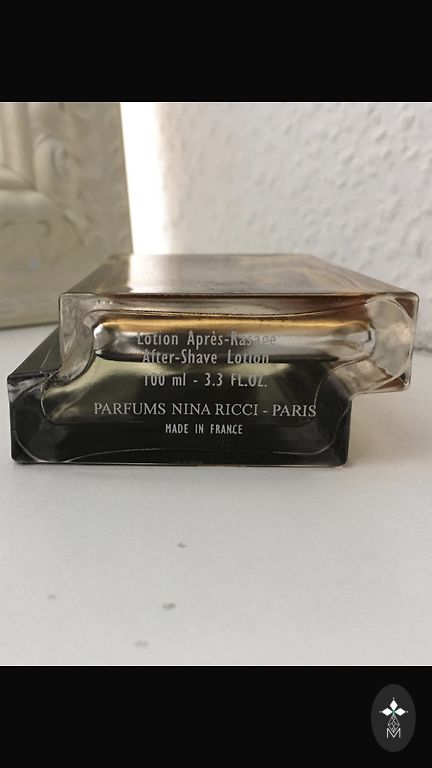 Lotion Après-Rasage
After-Shave Lotion
100 ml - 3.3 FL.OZ.
PARFUMS NINA RICCI - PARIS
MADE IN FRANCE
M